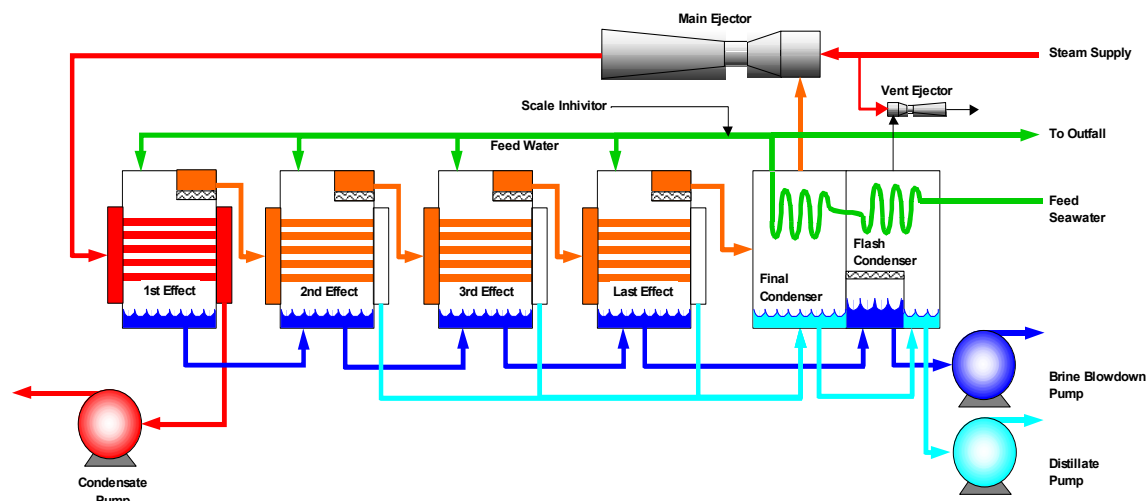 Main Ejector
Steam Supply
Vent Ejector
Scale Inhivitor
To Outfall
Feed Water
Feed
Seawater
Flash
Condenser
Final
Condenser
1st Effect
2nd Effect
3rd Effect
Last Effect
Brine Blowdown
Pump
Distillate
Pump
Condensate
Pump